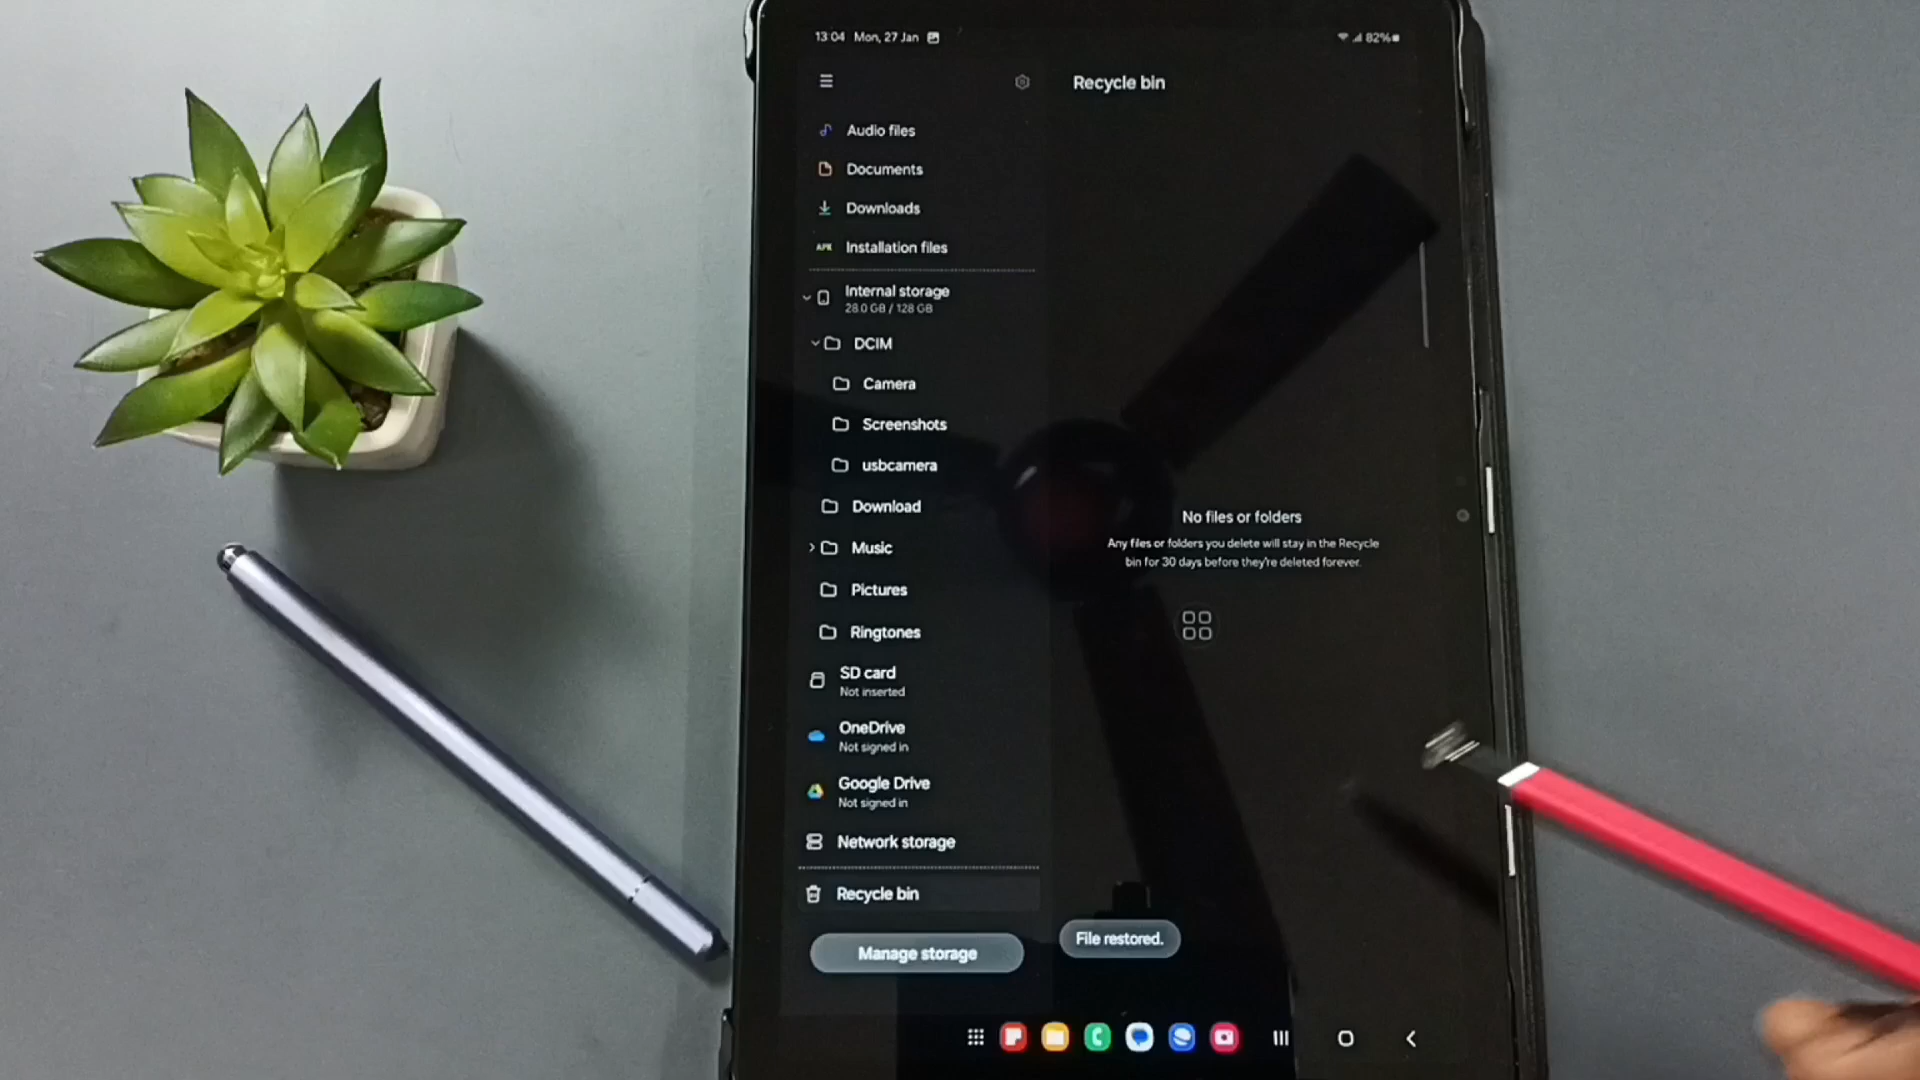 13:04 Mon, 27 Jan
82%
Recycle bin
Audio files
Documents
Downloads
APK Installation files
Internal storage
28.0 GB / 128 GB
DCIM
Camera
Screenshots
usbcamera
Download
Music
Pictures
Ringtones
SD card
Not inserted
OneDrive
Not signed in
Google Drive
Not signed in
Network storage
Recycle bin
Manage storage
No files or folders
Any files or folders you delete will stay in the Recycle
bin for 30 days before they're deleted forever.
File restored.